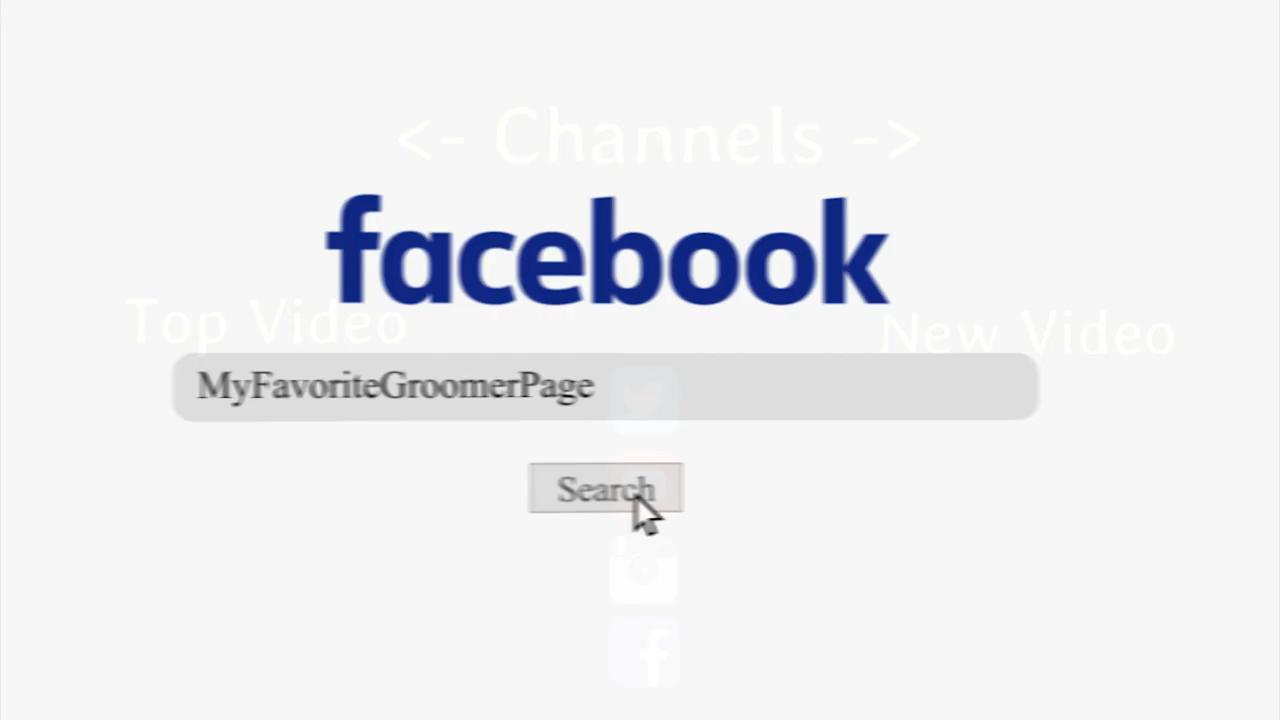 <- Channels ->
facebook
Top Video
New Video
MyFavoriteGroomerPage
Search